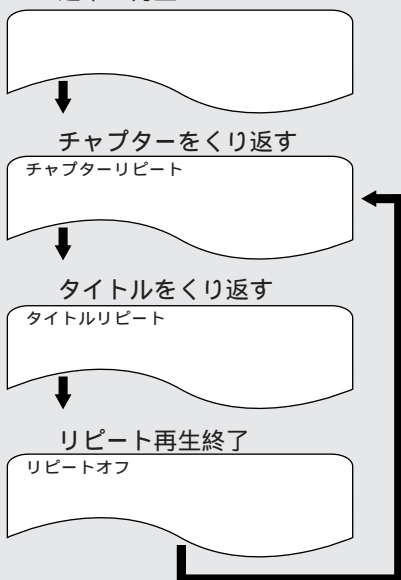 チャプターをくり返す
チャプターリピート
タイトルをくり返す
タイトルリピート
リピート再生終了
リピートオフ